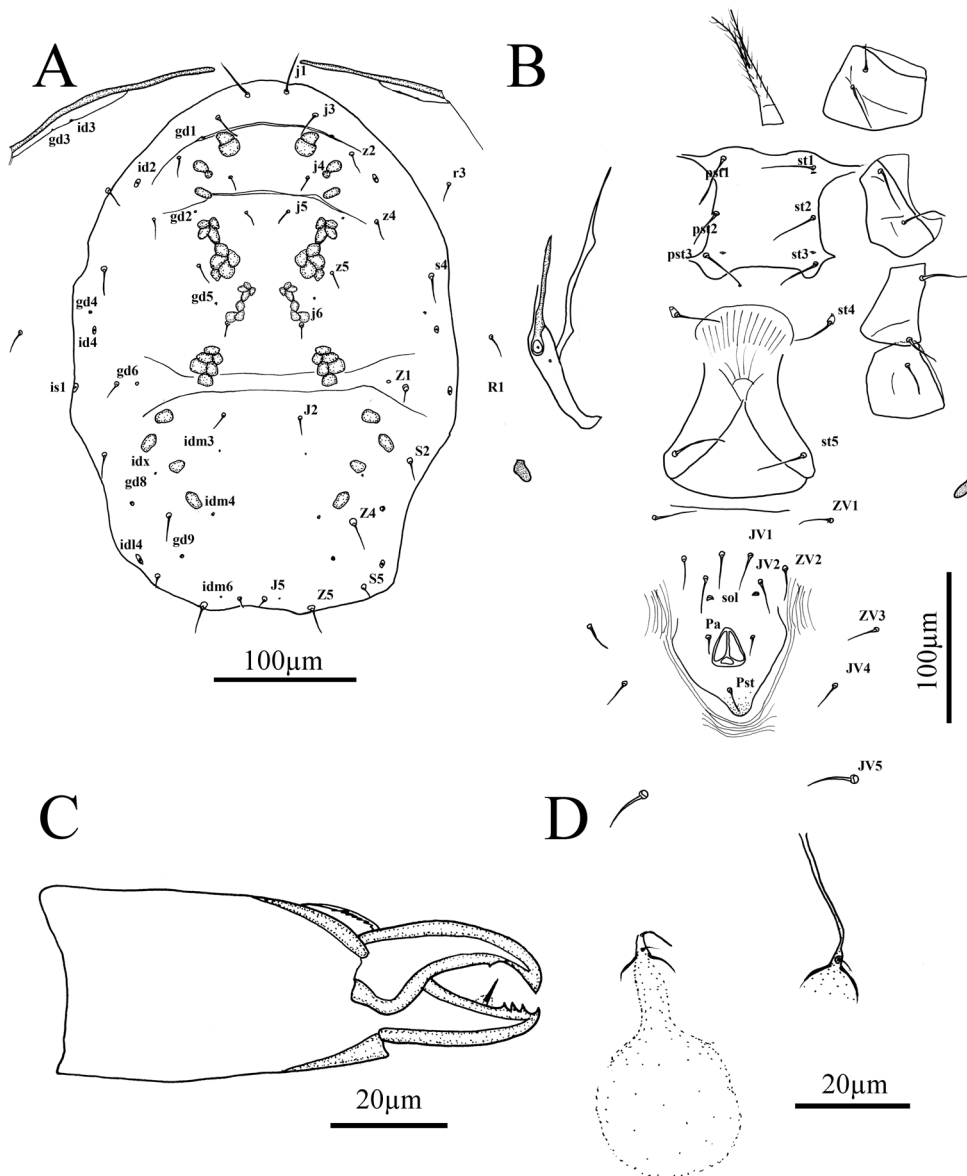 A
j1
j3
gd3 id3
gd1
z2
id2
j4
r3
gd2
j5
z4
z5
s4
gd5
gd4
j6
id4
is1
gd6
Z1
R1
J2
idm3
idx
S2
gd8
idm4
Z4
gd9
idl4
idm6
J5
Z5
S5
100µm
B
st1
pst1
st2
pst2
pst3
st3
st4
st5
ZV1
JV1
JV2
ZV2
sol
Pa
ZV3
Pst
JV4
JV5
100µm
C
20µm
D
20µm